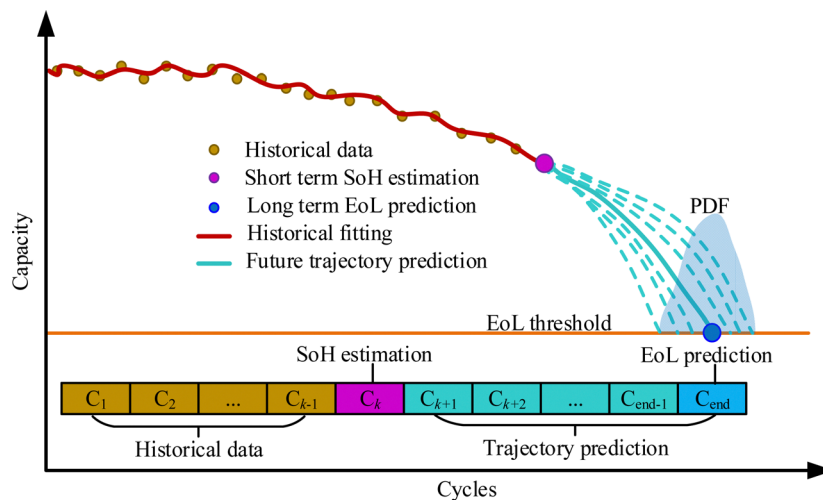 PDF
Historical data
Short term SoH estimation
Long term EoL prediction
Historical fitting
Future trajectory prediction
Capacity
EoL threshold
SoH estimation
EoL prediction
C1 C2 ... Ck-1 Ck Ck+1 Ck+2 ... Cend-1 Cend
Historical data
Trajectory prediction
Cycles